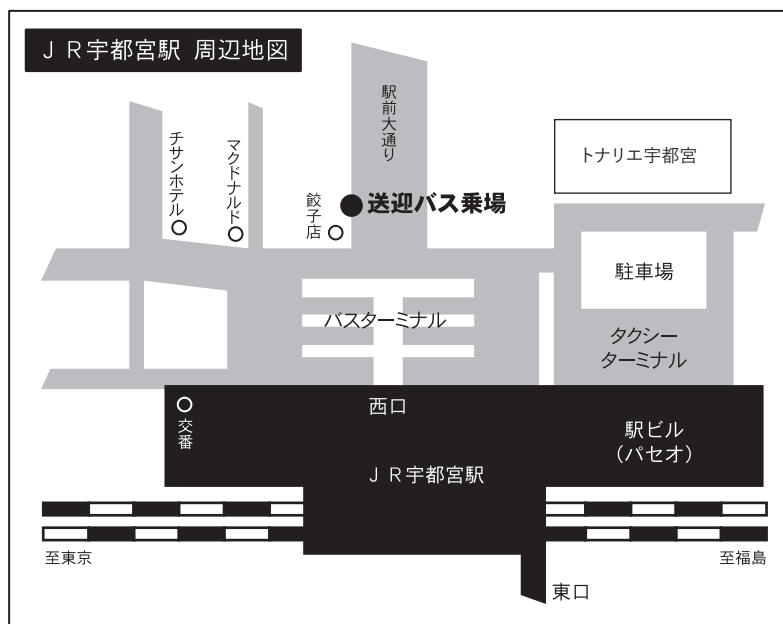 ＪＲ宇都宮駅 周辺地図
駅前大通り
チサンホテル
マクドナルド
餃子店
送迎バス乗場
トナリエ宇都宮
駐車場
バスターミナル
タクシー
ターミナル
交番
西口
駅ビル
（パセオ）
ＪＲ宇都宮駅
至東京
至福島
東口